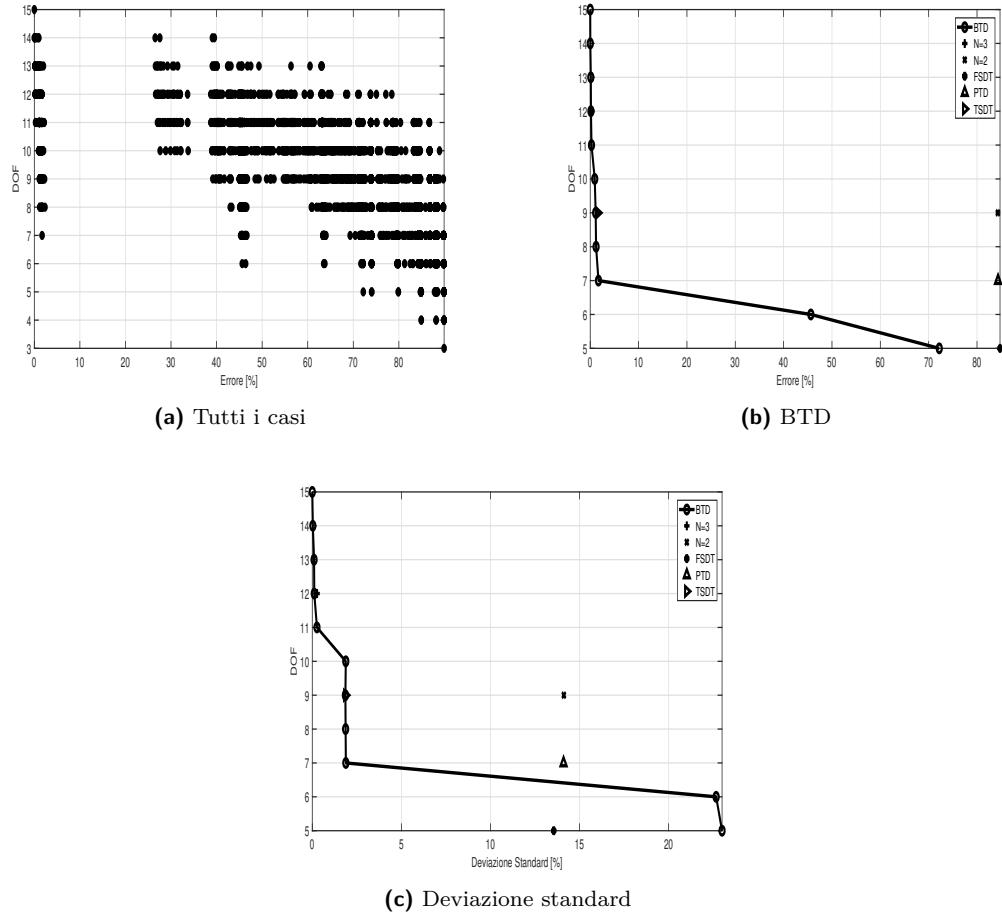 15
14
13
12
11
10
9
8
7
6
5
4
3
DOF
0 10 20 30 40 50 60 70 80
Errore [%]
(a) Tutti i casi
15
14
13
12
11
10
9
8
7
6
5
DOF
BTD
N=3
N=2
FSDT
PTD
TSDT
0 10 20 30 40 50 60 70 80
Errore [%]
(b) BTD
15
14
13
12
11
10
9
8
7
6
5
DOF
BTD
N=3
N=2
FSDT
PTD
TSDT
0 5 10 15 20
Deviazione Standard [%]
(c) Deviazione standard